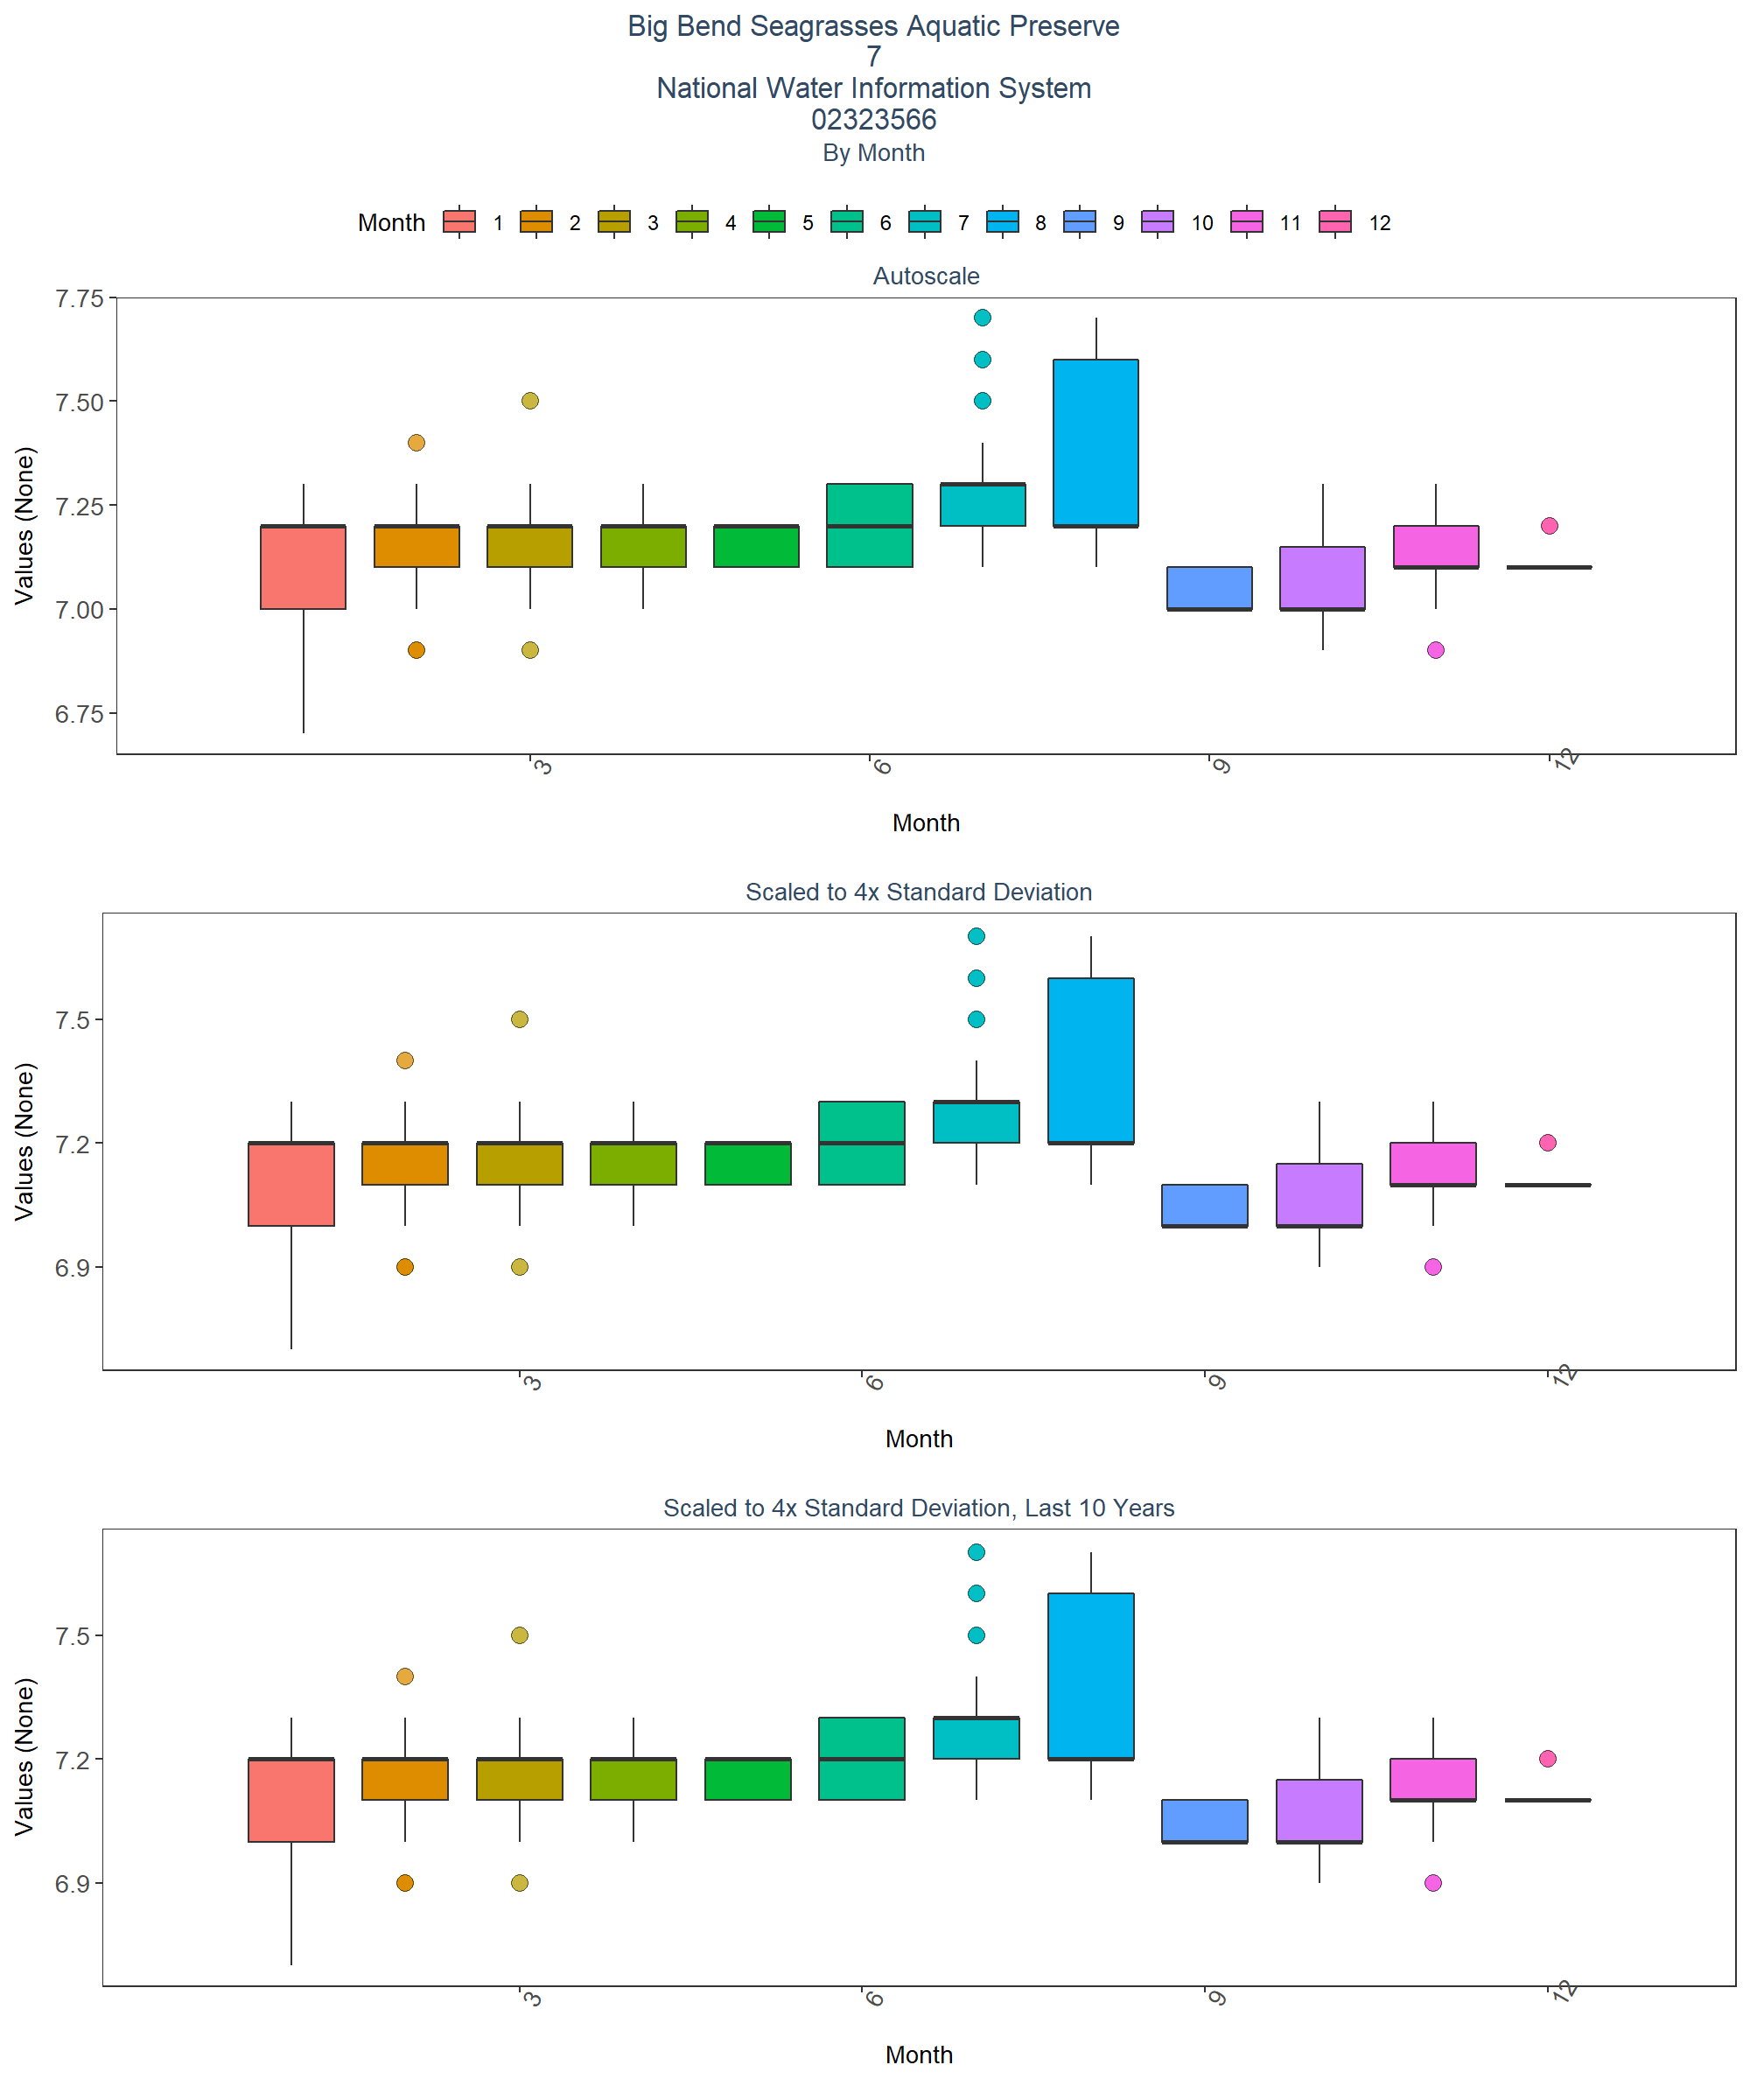 Big Bend Seagrasses Aquatic Preserve
7
National Water Information System
02323566
By Month
Month 1 2 3 4 5 6 7 8 9 10 11 12
Autoscale
7.75
7.50
7.25
7.00
6.75
Values (None)
3 6 9 12
Month
Scaled to 4x Standard Deviation
7.5
7.2
6.9
Values (None)
3 6 9 12
Month
Scaled to 4x Standard Deviation, Last 10 Years
7.5
7.2
6.9
Values (None)
3 6 9 12
Month